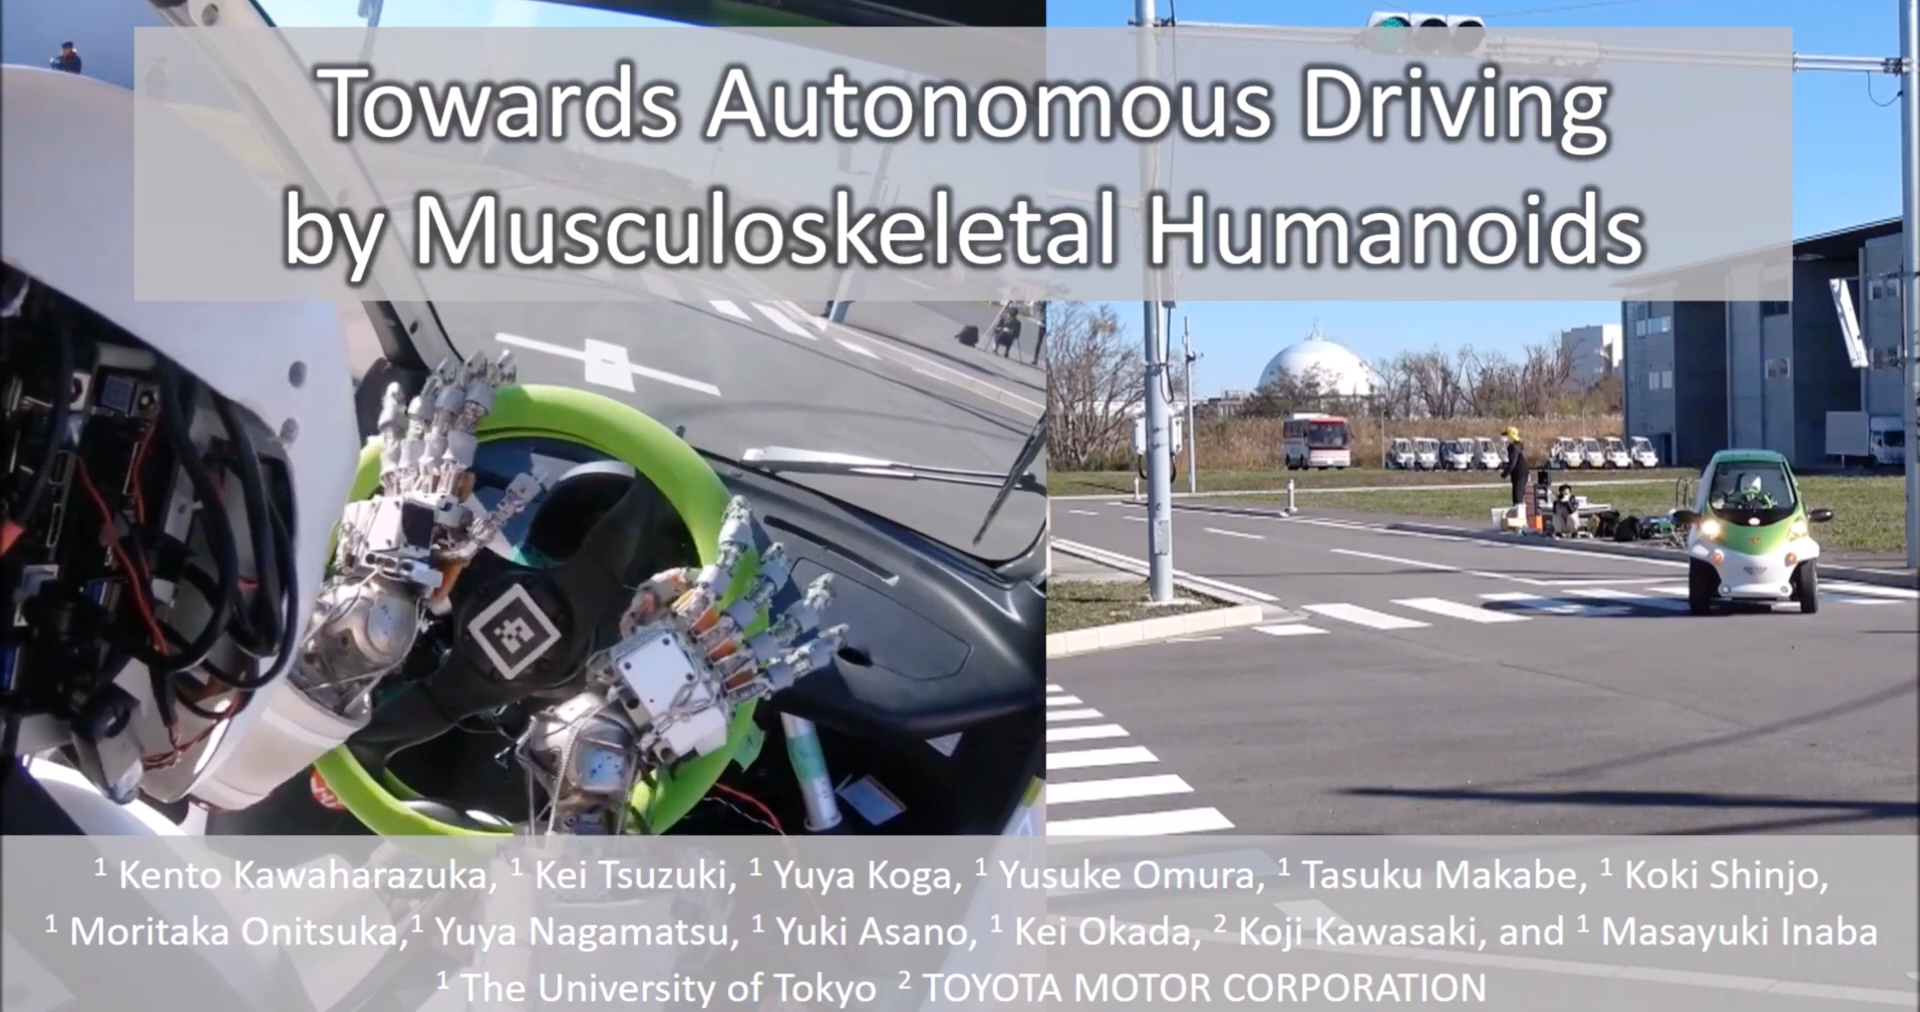 Towards Autonomous Driving
by Musculoskeletal Humanoids
¹ Kento Kawaharazuka, ¹ Kei Tsuzuki, ¹ Yuya Koga, ¹ Yusuke Omura, ¹ Tasuku Makabe, ¹ Koki Shinjo,
¹ Moritaka Onitsuka,¹ Yuya Nagamatsu, ¹ Yuki Asano, ¹ Kei Okada, ² Koji Kawasaki, and ¹ Masayuki Inaba
¹ The University of Tokyo ² TOYOTA MOTOR CORPORATION